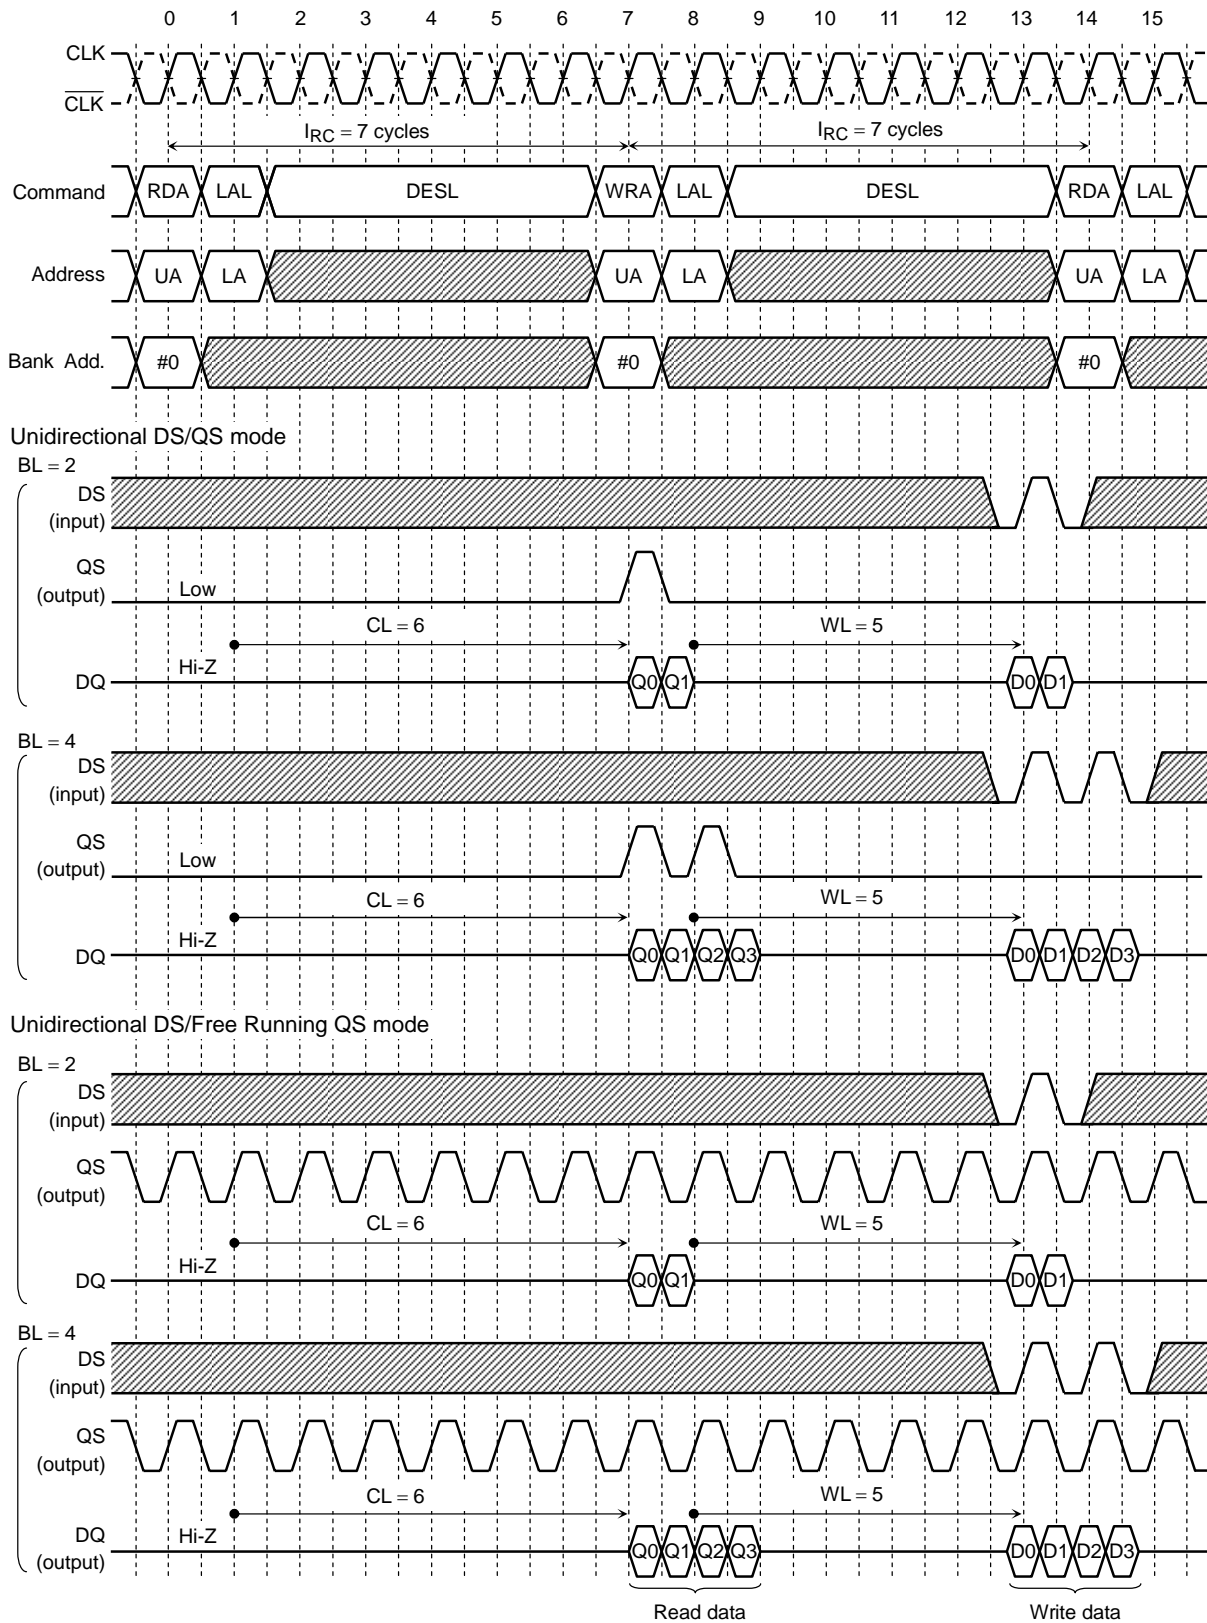 0 1 2 3 4 5 6 7 8 9 10 11 12 13 14 15
CLK
CLK
IRC = 7 cycles IRC = 7 cycles
Command RDA LAL DESL WRA LAL DESL RDA LAL
Address UA LA UA LA UA LA
Bank Add. #0 #0 #0
Unidirectional DS/QS mode
BL = 2
DS
(input)
QS
(output) Low
CL = 6 WL = 5
DQ Hi-Z Q0 Q1 D0 D1
BL = 4
DS
(input)
QS
(output) Low
CL = 6 WL = 5
DQ Hi-Z Q0 Q1 Q2 Q3 D0 D1 D2 D3
Unidirectional DS/Free Running QS mode
BL = 2
DS
(input)
QS
(output)
CL = 6 WL = 5
DQ Hi-Z Q0 Q1 D0 D1
BL = 4
DS
(input)
QS
(output)
CL = 6 WL = 5
DQ Hi-Z Q0 Q1 Q2 Q3 D0 D1 D2 D3
(output)
Read data Write data